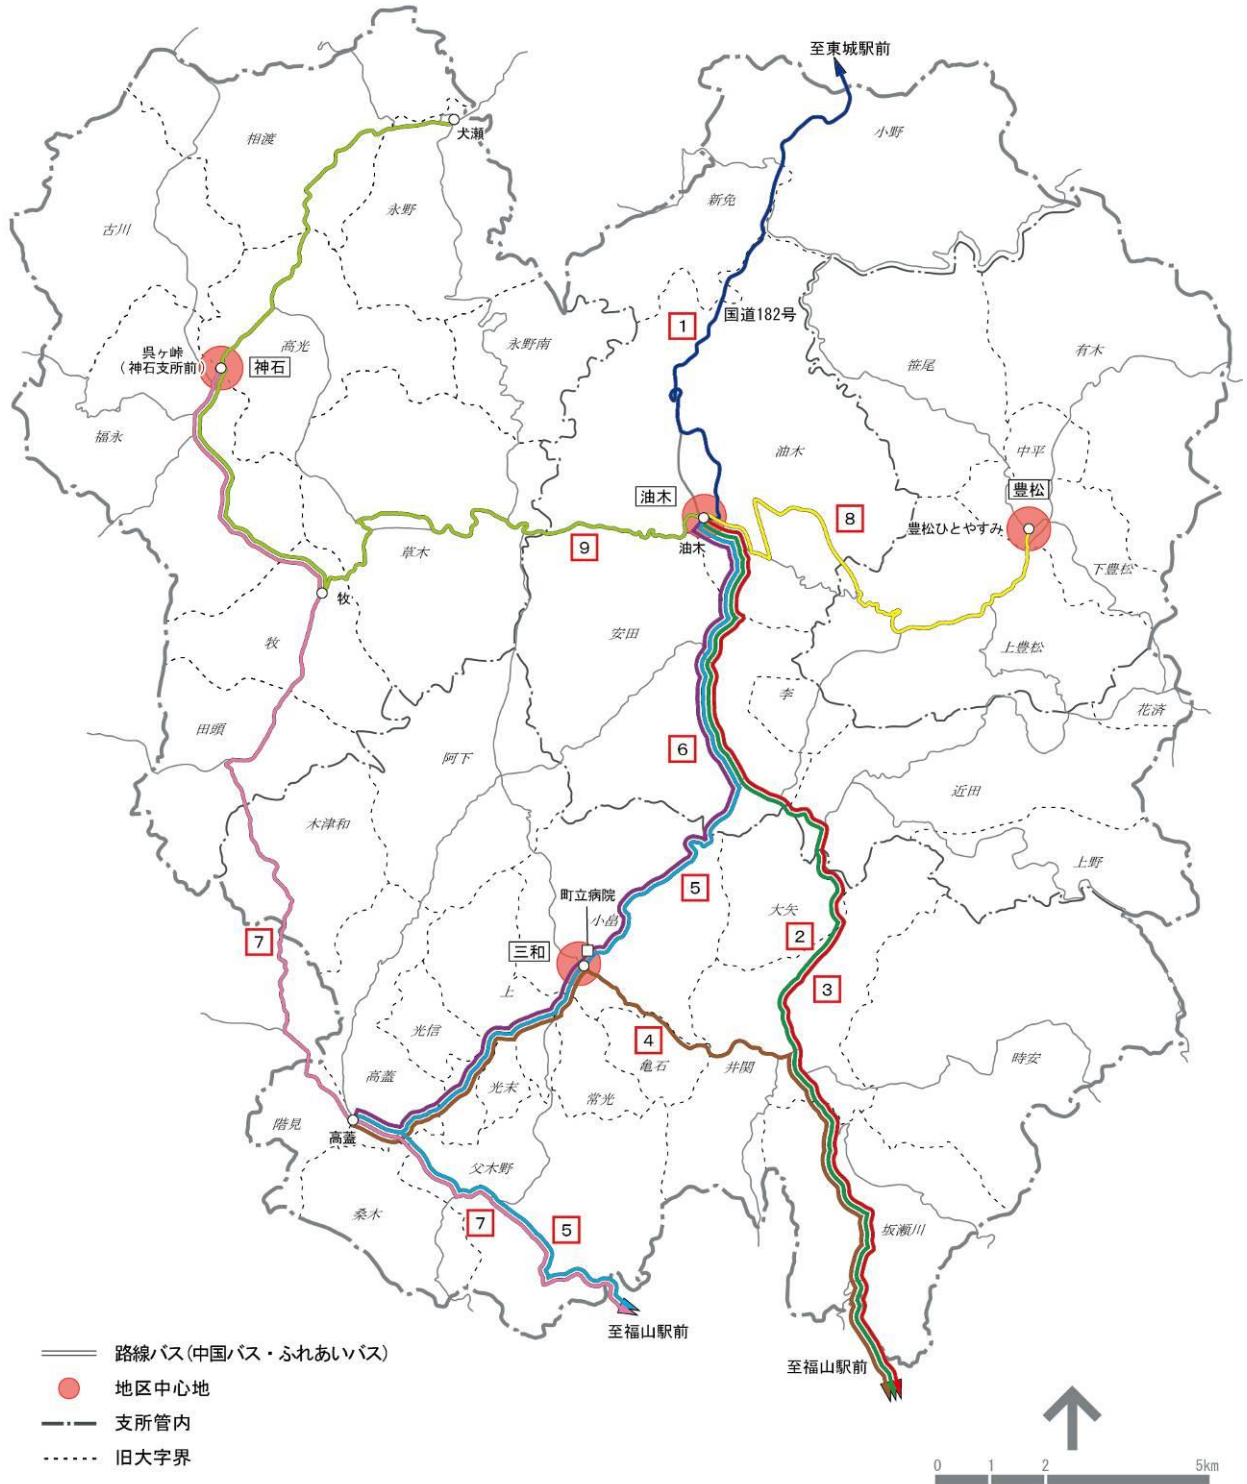 至東城駅前
小野
犬瀬
相渡
永野
新免
古川
国道182号
1
呉ヶ峠
(神石支所前)
神石
高光
永野南
有木
笹尾
福永
油木
中平
豊松
油木
8
豊松ひとやすみ
草木
9
油木
下豊松
牧
安田
牧
上豊松
李
花済
田頭
6
阿下
近田
木津和
上野
5
町立病院
小畠
大矢
2
7
三和
3
上
光信
4
亀石
井関
時安
高蓋
光末
常光
階見
高蓋
父木野
桑木
7
5
坂瀬川
至福山駅前
至福山駅前
路線バス(中国バス・ふれあいバス)
地区中心地
支所管内
旧大字界
0 1 2 5km